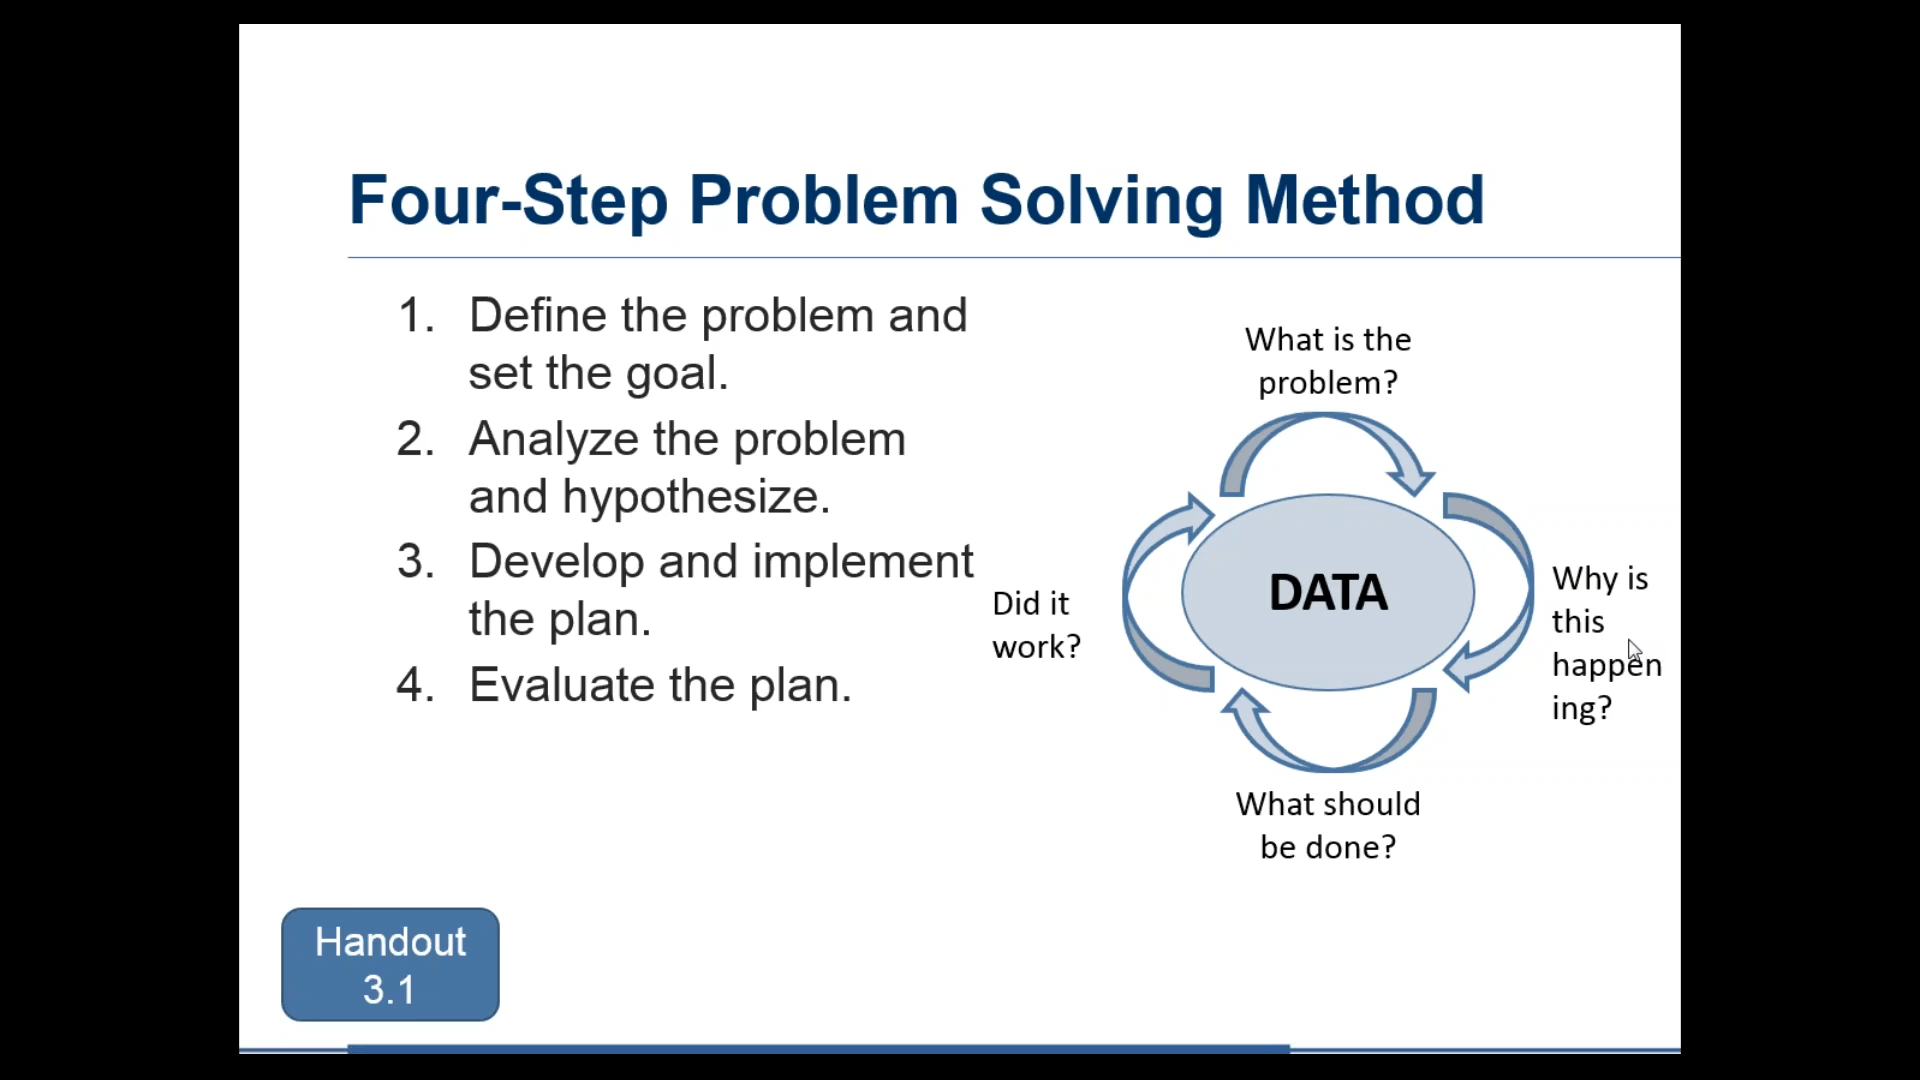 Four-Step Problem Solving Method
1. Define the problem and
set the goal.
2. Analyze the problem
and hypothesize.
3. Develop and implement
the plan.
4. Evaluate the plan.
What is the
problem?
DATA
Why is
this
happen
ing?
Did it
work?
What should
be done?
Handout
3.1